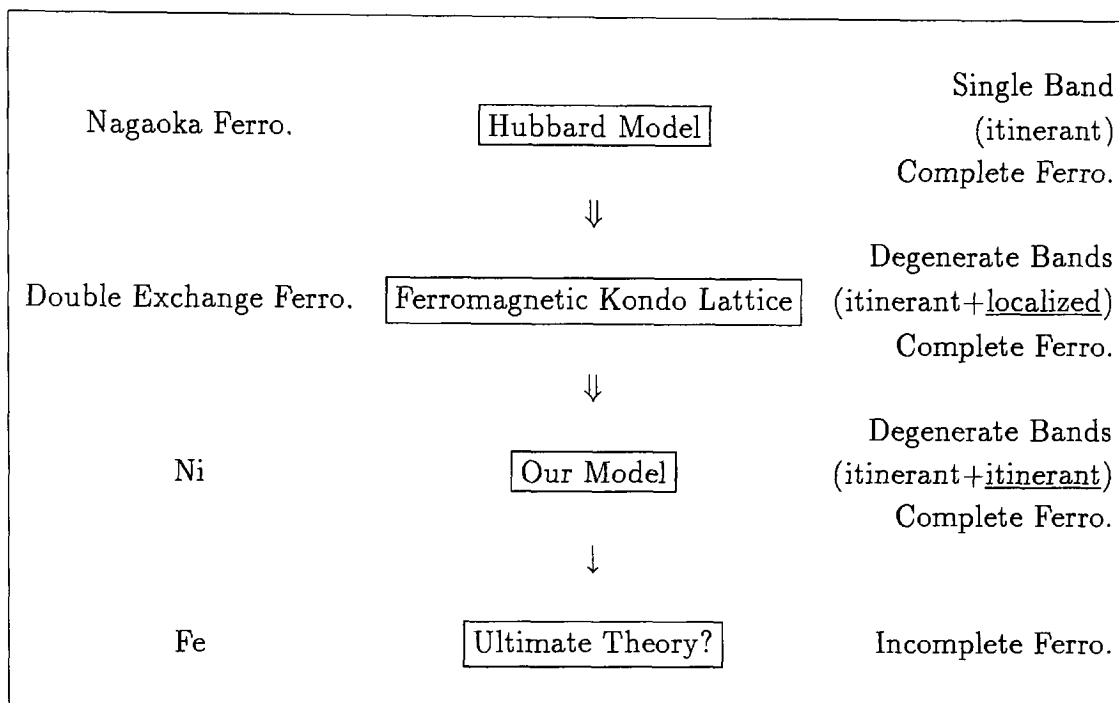 Single Band
Nagaoka Ferro. Hubbard Model (itinerant)
Complete Ferro.
⇓
Degenerate Bands
Double Exchange Ferro. Ferromagnetic Kondo Lattice (itinerant+localized)
Complete Ferro.
⇓
Degenerate Bands
Ni Our Model (itinerant+itinerant)
Complete Ferro.
↓
Fe Ultimate Theory? Incomplete Ferro.